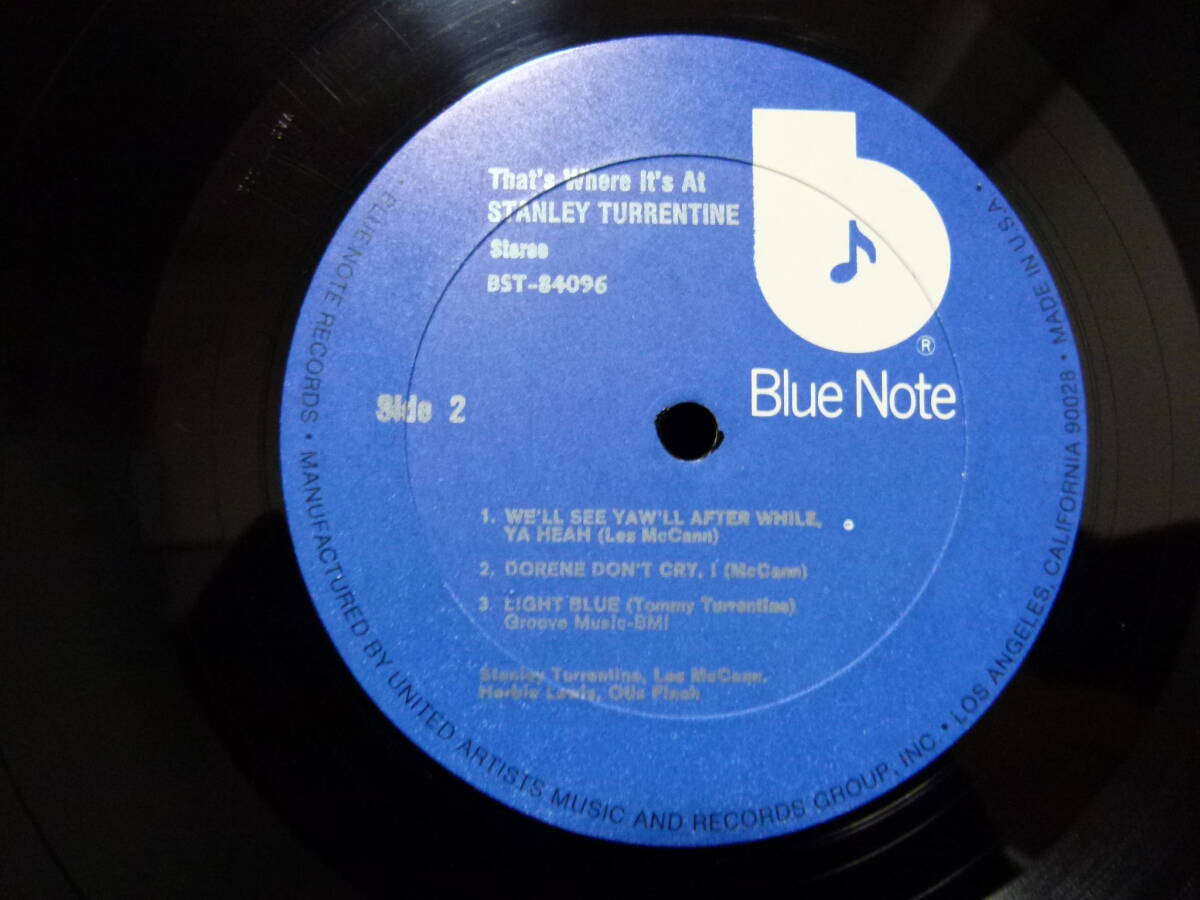 That's Where It's At
STANLEY TURRENTINE
Stereo
BST-84096
®
Blue Note
Side 2
1. WE'LL SEE YAW'LL AFTER WHILE,
YA HEAH (Les McCann)
2. DORENE DON'T CRY, I (McCann)
3. LIGHT BLUE (Tommy Turrentine)
Groove Music-BMI
Stanley Turrentine, Les McCann,
Herbie Lewis, Otis Finch
• BLUE NOTE RECORDS • MANUFACTURED BY UNITED ARTISTS MUSIC AND RECORDS GROUP, INC • LOS ANGELES, CALIFORNIA 90028 • MADE IN U.S.A •